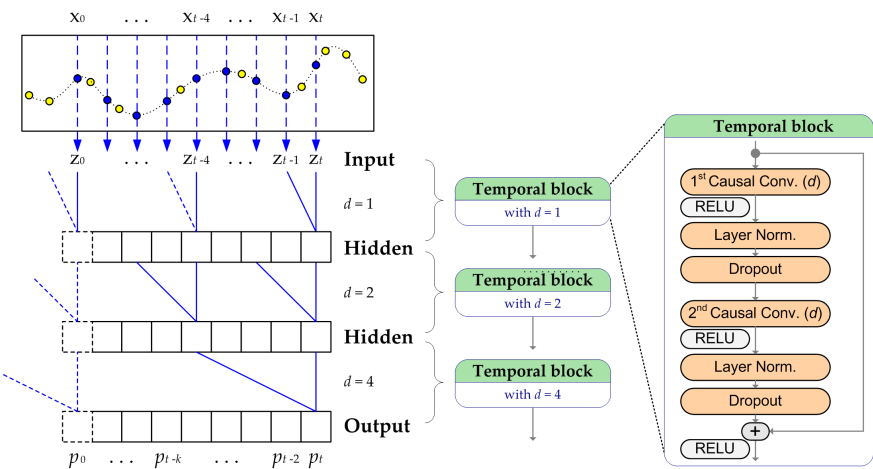 x0 . . . xt-4 xt-1 xt
z0 . . . zt-4 . . . zt-1 zt
Input
d = 1
Hidden
d = 2
Hidden
d = 4
Output
p0 . . . pt-k . . . pt-2 pt
Temporal block
with d = 1
Temporal block
with d = 2
Temporal block
with d = 4
Temporal block
1st Causal Conv. (d)
RELU
Layer Norm.
Dropout
2nd Causal Conv. (d)
RELU
Layer Norm.
Dropout
+
RELU